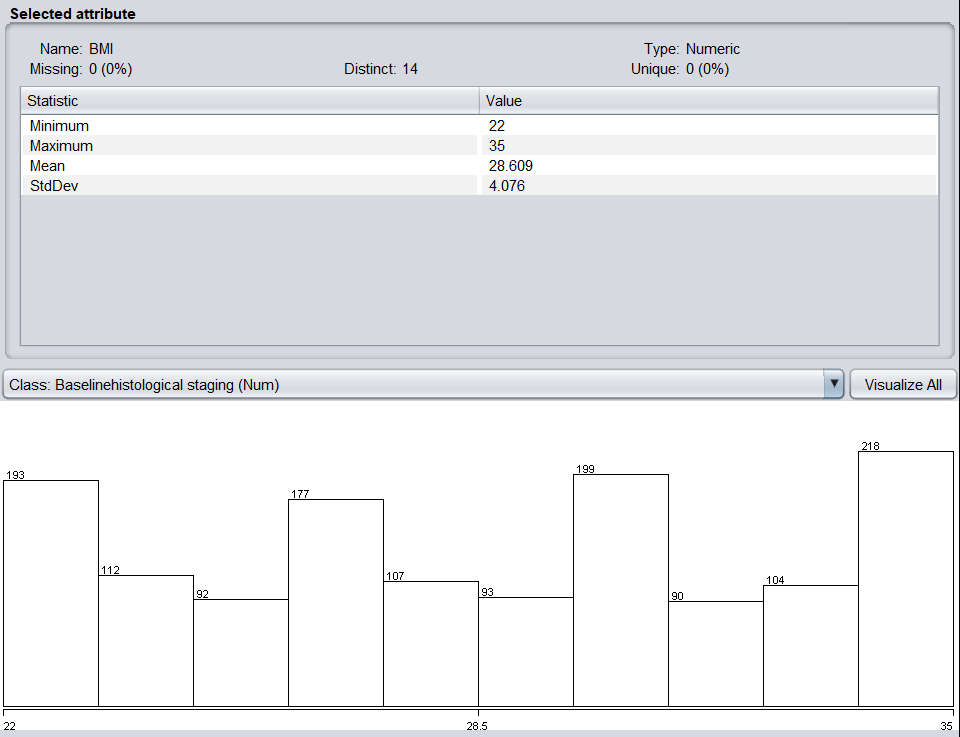 Selected attribute
Name: BMI Type: Numeric
Missing: 0 (0%) Distinct: 14 Unique: 0 (0%)
Statistic Value
Minimum 22
Maximum 35
Mean 28.609
StdDev 4.076
Class: Baselinehistological staging (Num) Visualize All
193 112 92 177 107 93 199 90 104 218
22 28.5 35